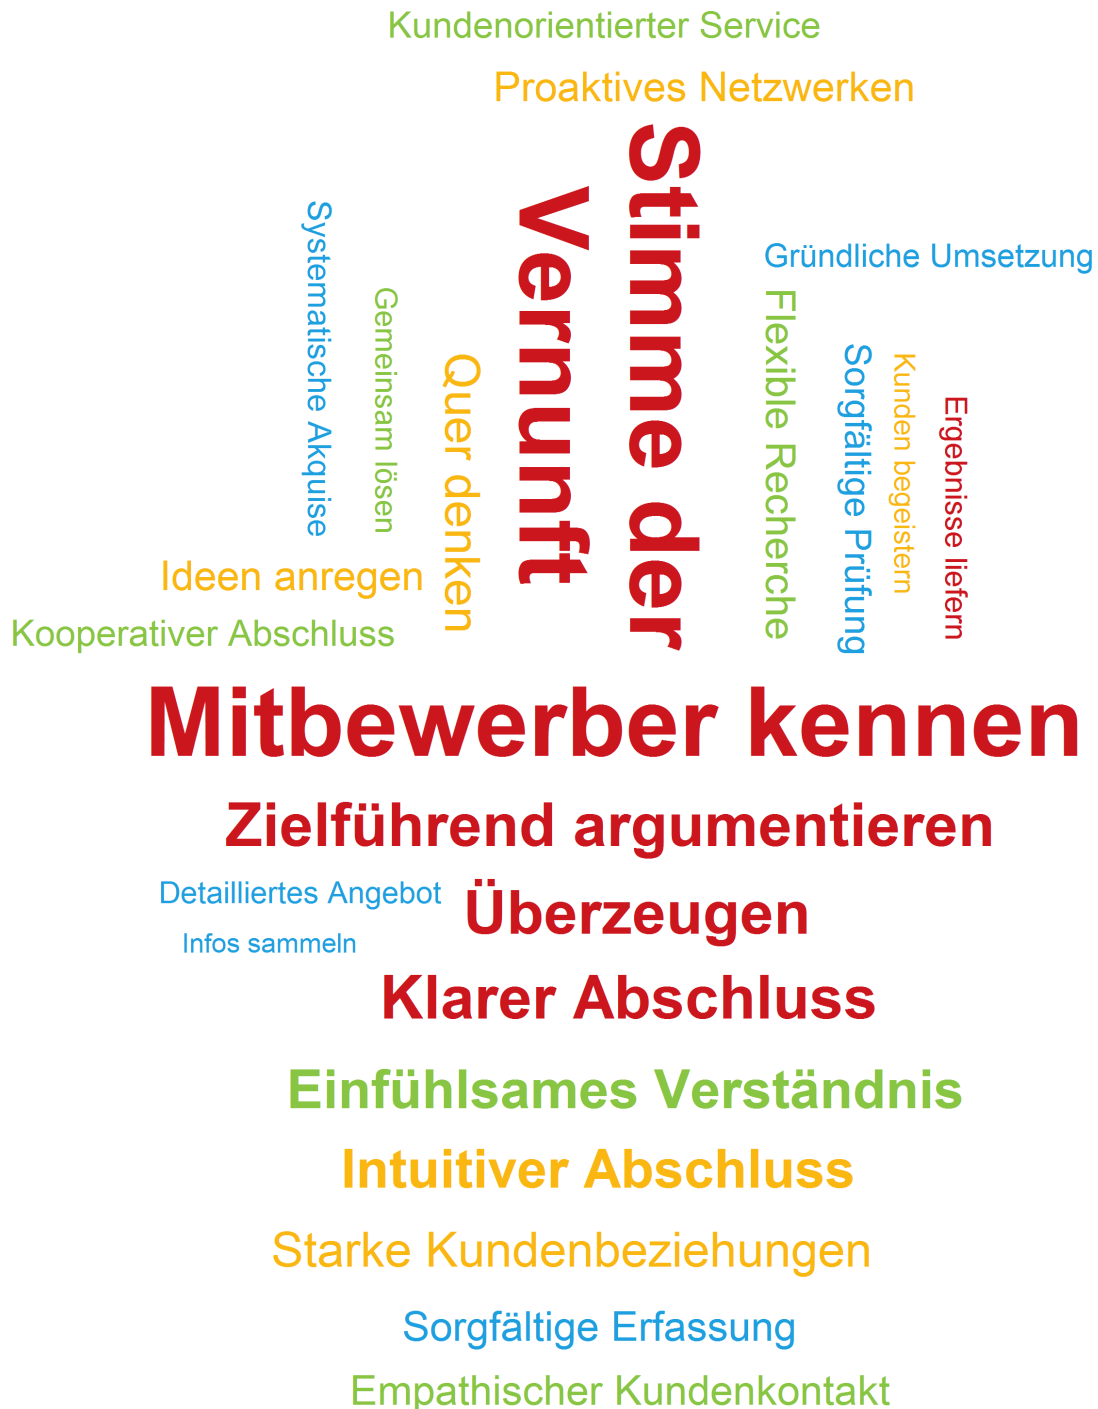 Kundenorientierter Service
Proaktives Netzwerken
Stimme der
Vernunft
Systematische Akquise
Gemeinsam lösen
Quer denken
Gründliche Umsetzung
Flexible Recherche
Sorgfältige Prüfung
Kunden begeistern
Ergebnisse liefern
Ideen anregen
Kooperativer Abschluss
Mitbewerber kennen
Zielführend argumentieren
Detailliertes Angebot
Überzeugen
Infos sammeln
Klarer Abschluss
Einfühlsames Verständnis
Intuitiver Abschluss
Starke Kundenbeziehungen
Sorgfältige Erfassung
Empathischer Kundenkontakt